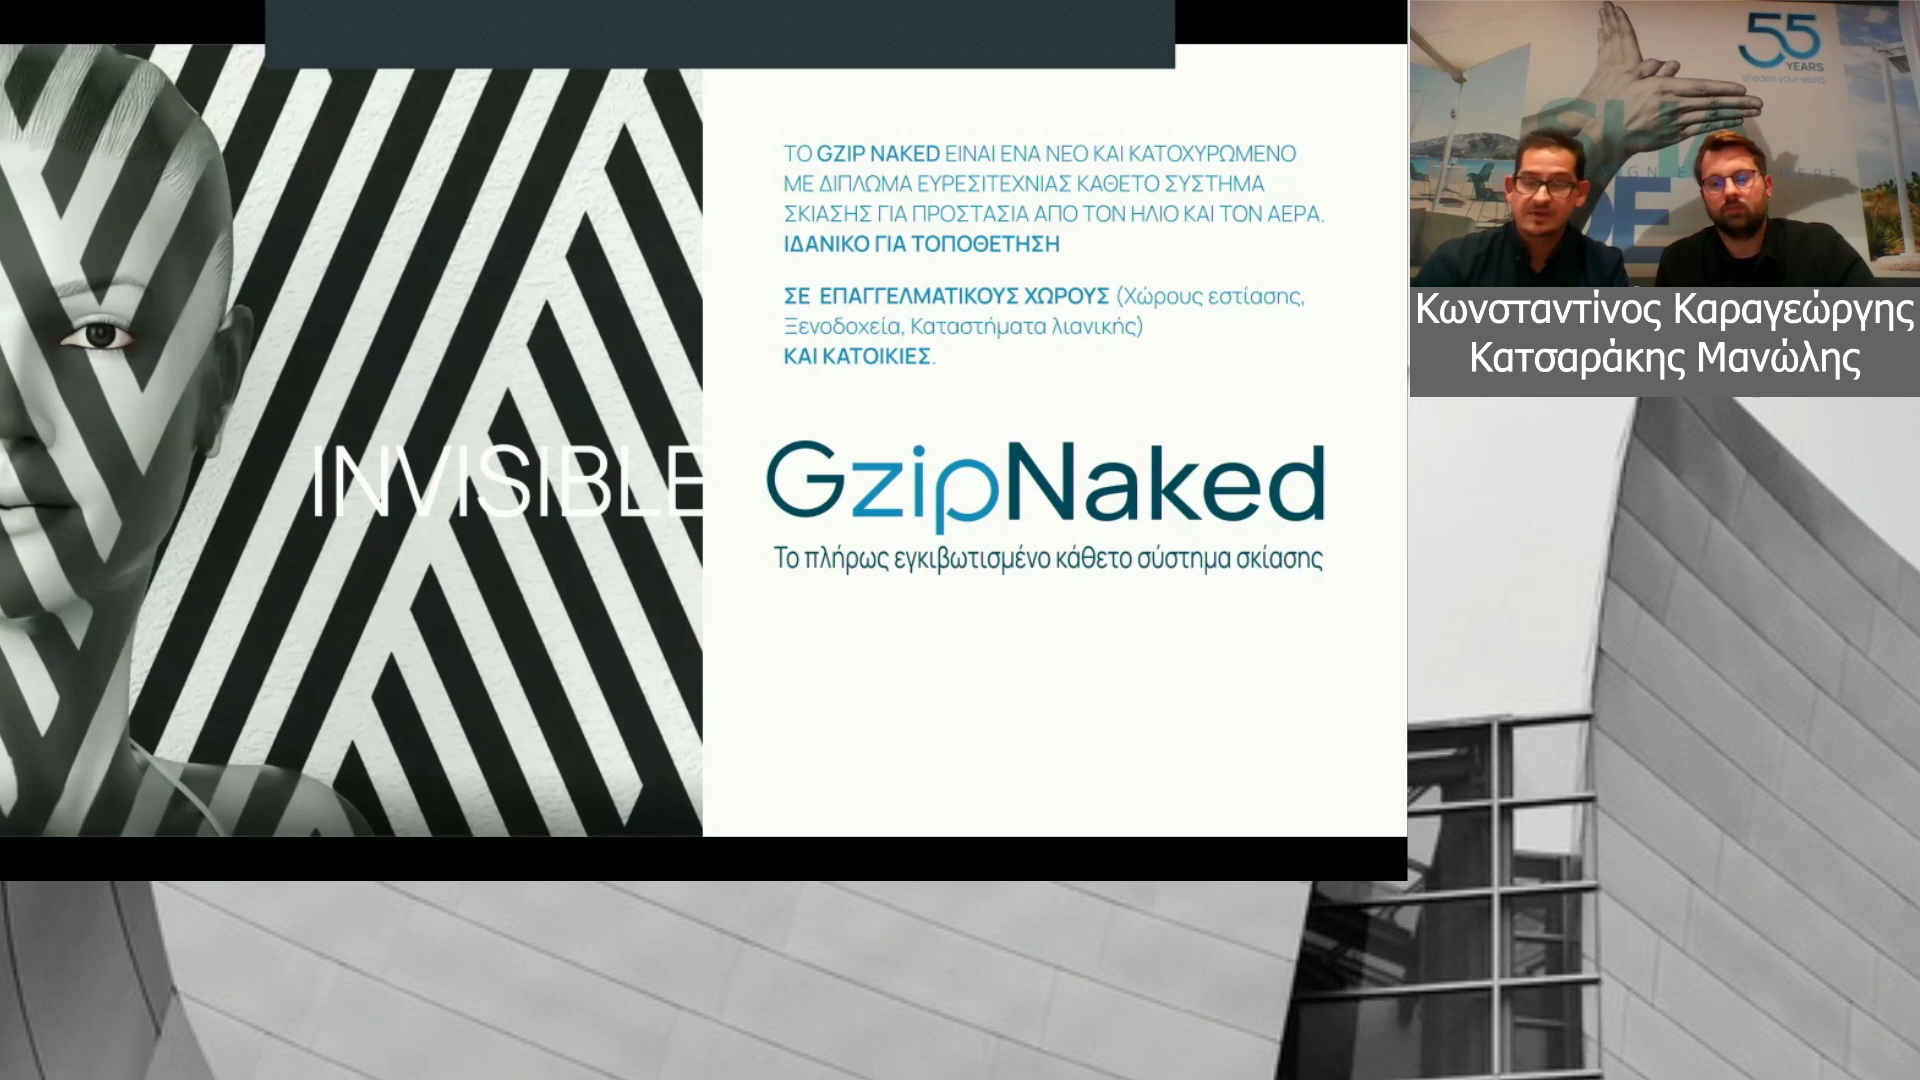 ΤΟ GZIP NAKED ΕΙΝΑΙ ΕΝΑ ΝΕΟ ΚΑΙ ΚΑΤΟΧΥΡΩΜΕΝΟ
ΜΕ ΔΙΠΛΩΜΑ ΕΥΡΕΣΙΤΕΧΝΙΑΣ ΚΑΘΕΤΟ ΣΥΣΤΗΜΑ
ΣΚΙΑΣΗΣ ΓΙΑ ΠΡΟΣΤΑΣΙΑ ΑΠΟ ΤΟΝ ΗΛΙΟ ΚΑΙ ΤΟΝ ΑΕΡΑ.
ΙΔΑΝΙΚΟ ΓΙΑ ΤΟΠΟΘΕΤΗΣΗ
ΣΕ ΕΠΑΓΓΕΛΜΑΤΙΚΟΥΣ ΧΩΡΟΥΣ (Χώρους εστίασης,
Ξενοδοχεία, Καταστήματα λιανικής)
ΚΑΙ ΚΑΤΟΙΚΙΕΣ.
INVISIBLE
GzipNaked
Το πλήρως εγκιβωτισμένο κάθετο σύστημα σκίασης
55
YEARS
shades your world
SHA
DE
Κωνσταντίνος Καραγεώργης
Κατσαράκης Μανώλης